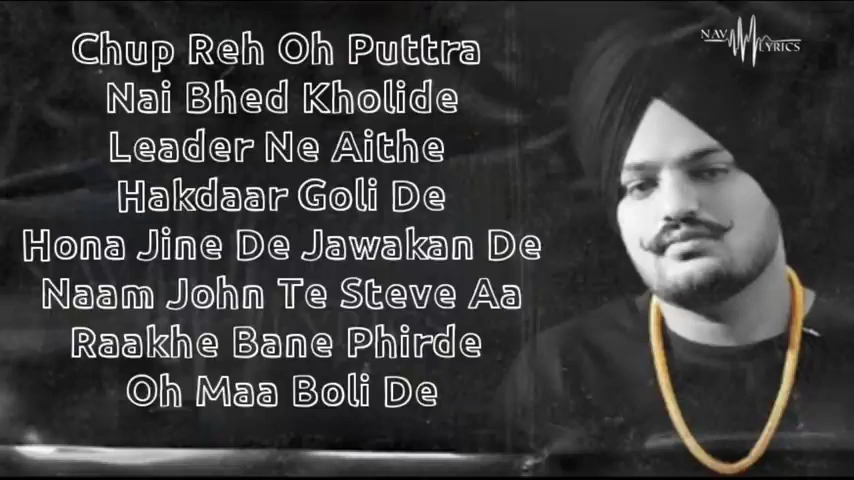 Chup Reh Oh Puttra
Nai Bhed Kholide
Leader Ne Aithe
Hakdaar Goli De
Hona Jine De Jawakan De
Naam John Te Steve Aa
Raakhe Bane Phirde
Oh Maa Boli De
NAV LYRICS